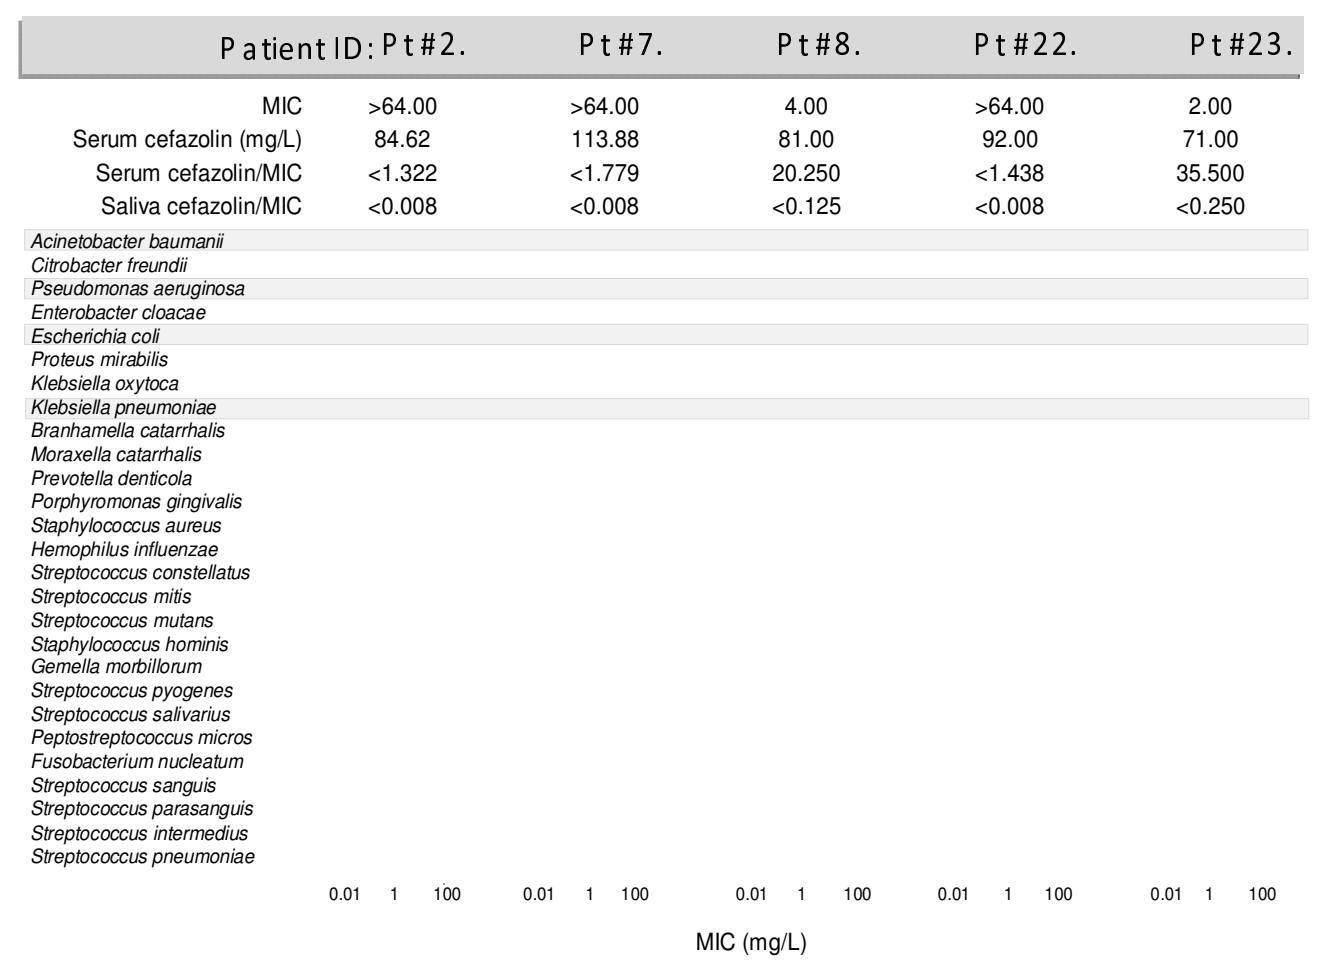 Patient ID: Pt#2. Pt#7. Pt#8. Pt#22. Pt#23.
MIC >64.00 >64.00 4.00 >64.00 2.00
Serum cefazolin (mg/L) 84.62 113.88 81.00 92.00 71.00
Serum cefazolin/MIC <1.322 <1.779 20.250 <1.438 35.500
Saliva cefazolin/MIC <0.008 <0.008 <0.125 <0.008 <0.250
Acinetobacter baumanii
Citrobacter freundii
Pseudomonas aeruginosa
Enterobacter cloacae
Escherichia coli
Proteus mirabilis
Klebsiella oxytoca
Klebsiella pneumoniae
Branhamella catarrhalis
Moraxella catarrhalis
Prevotella denticola
Porphyromonas gingivalis
Staphylococcus aureus
Hemophilus influenzae
Streptococcus constellatus
Streptococcus mitis
Streptococcus mutans
Staphylococcus hominis
Gemella morbillorum
Streptococcus pyogenes
Streptococcus salivarius
Peptostreptococcus micros
Fusobacterium nucleatum
Streptococcus sanguis
Streptococcus parasanguis
Streptococcus intermedius
Streptococcus pneumoniae
0.01 1 100 0.01 1 100 0.01 1 100 0.01 1 100 0.01 1 100
MIC (mg/L)